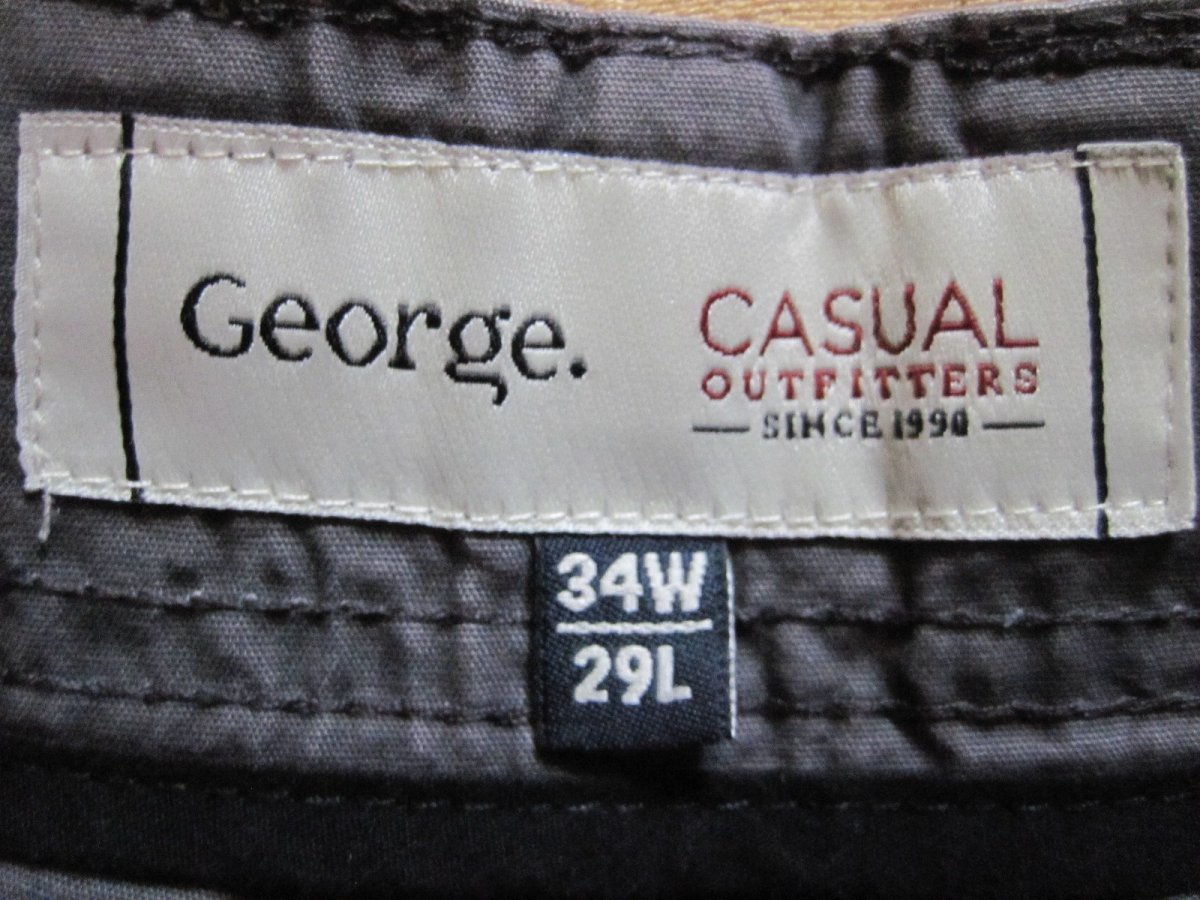 George.
CASUAL
OUTFITTERS
— SINCE 1990 —
34W
29L